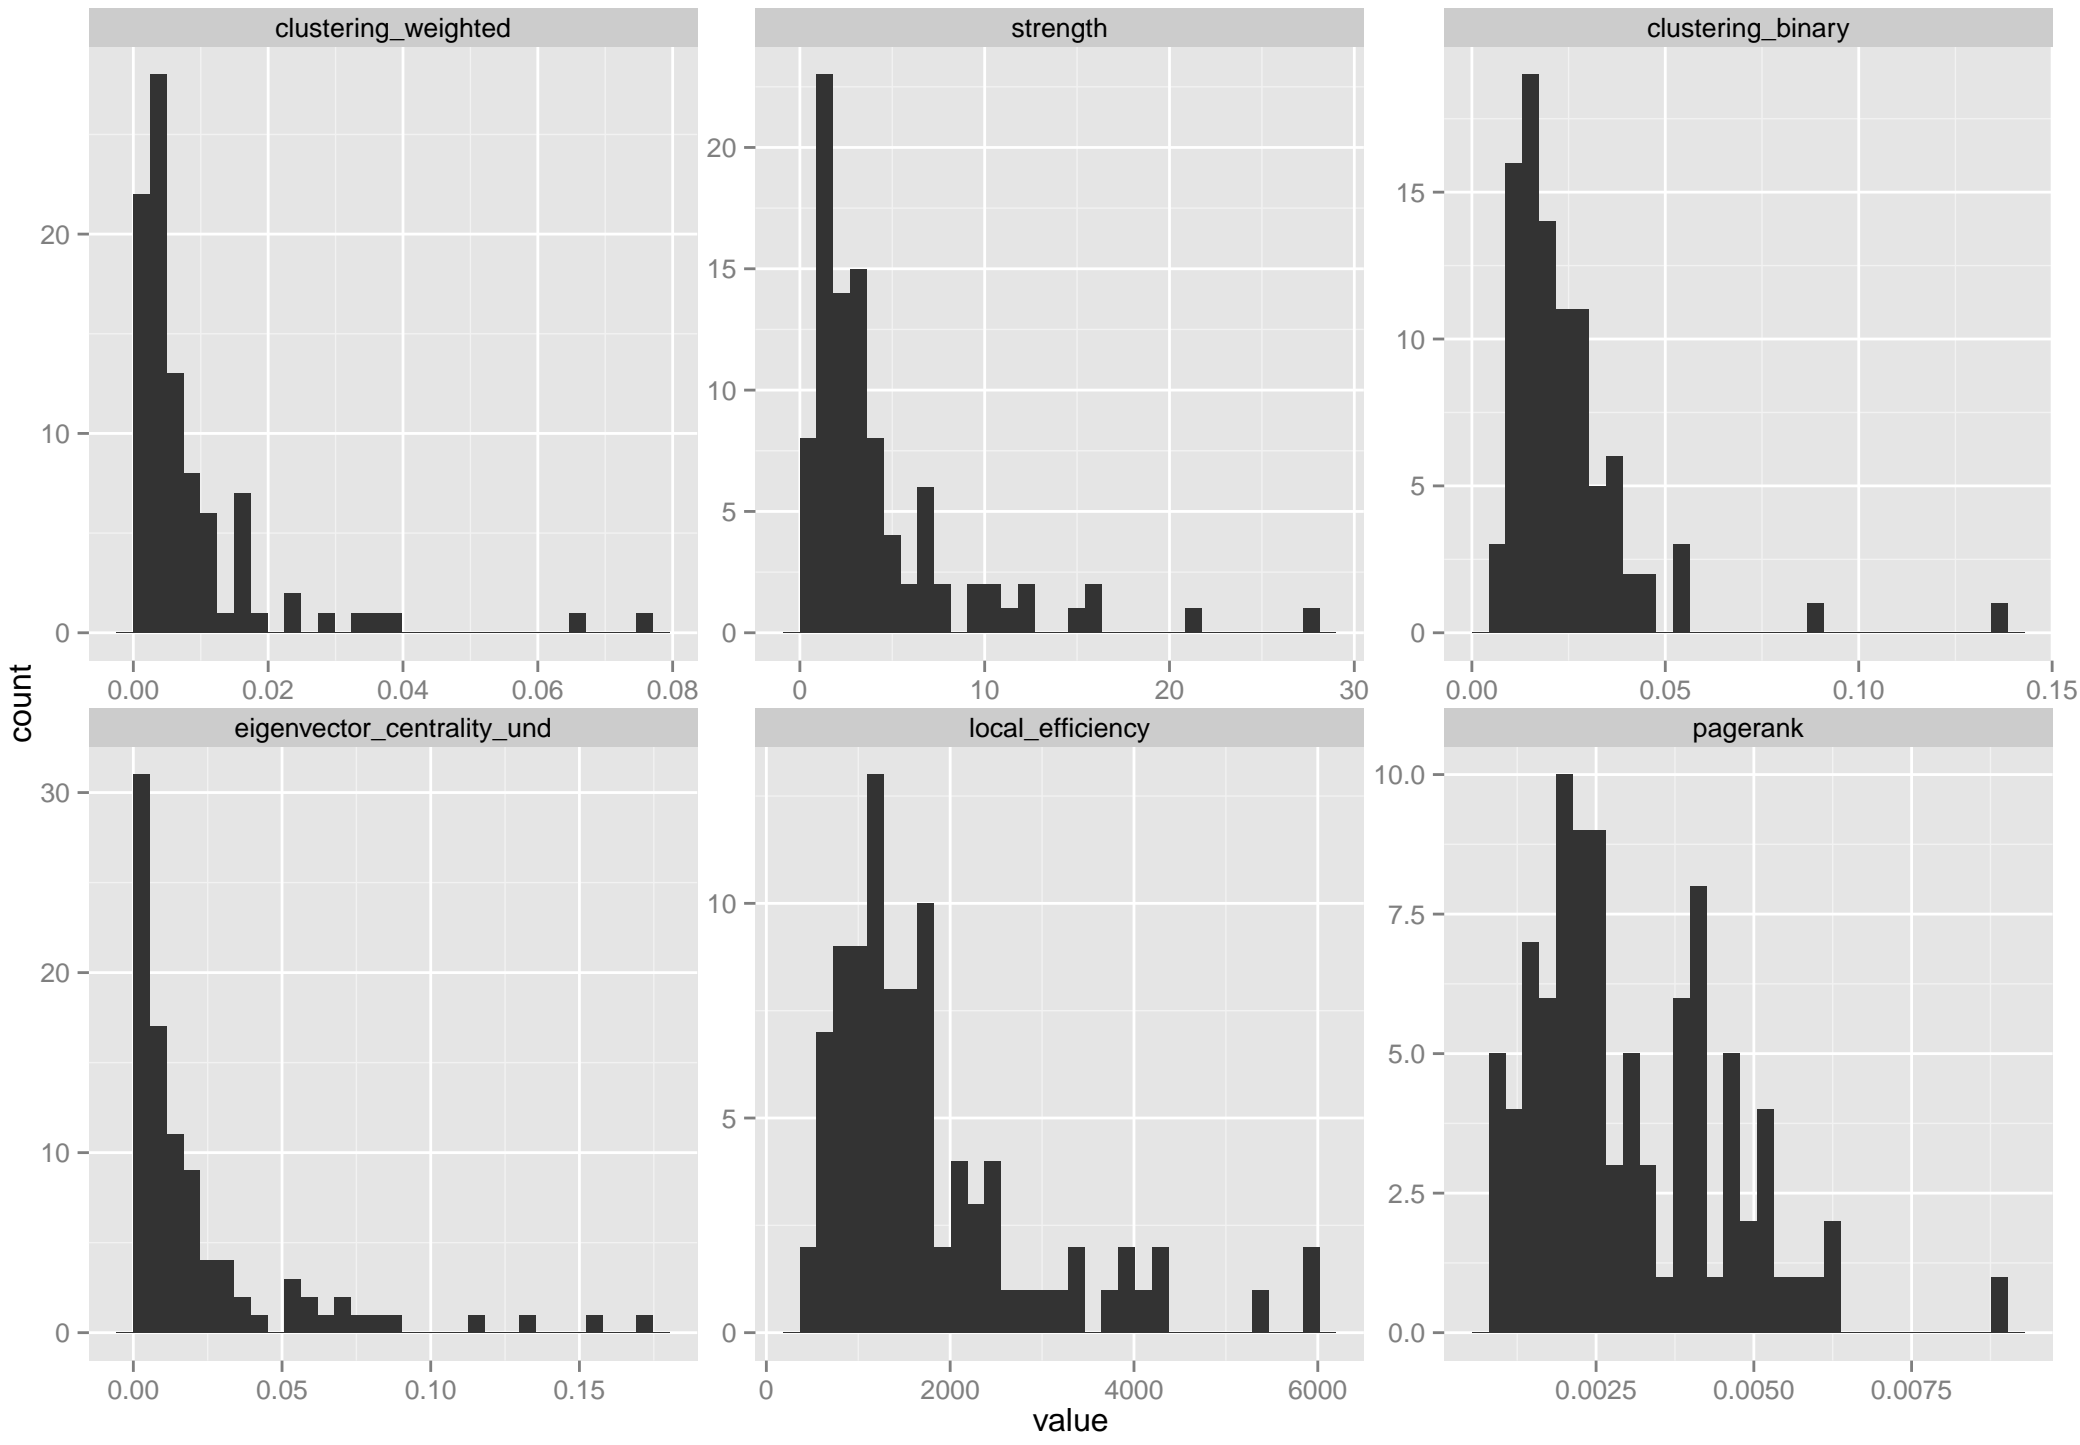 clustering_weighted
strength
clustering_binary
20
10
0
0.00 0.02 0.04 0.06 0.08
20
15
10
5
0
0 10 20 30
15
10
5
0
0.00 0.05 0.10 0.15
eigenvector_centrality_und
local_efficiency
pagerank
30
20
10
0
0.00 0.05 0.10 0.15
10
5
0
0 2000 4000 6000
10.0
7.5
5.0
2.5
0.0
0.0025 0.0050 0.0075
count
value